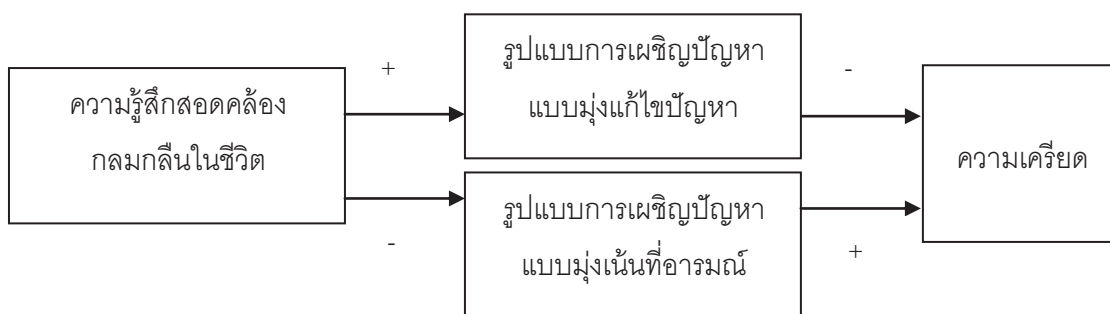 ความรู้สึกสอดคล้อง
กลมกลืนในชีวิต
+
-
รูปแบบการเผชิญปัญหา
แบบมุ่งแก้ไขปัญหา
รูปแบบการเผชิญปัญหา
แบบมุ่งเน้นที่อารมณ์
-
+
ความเครียด